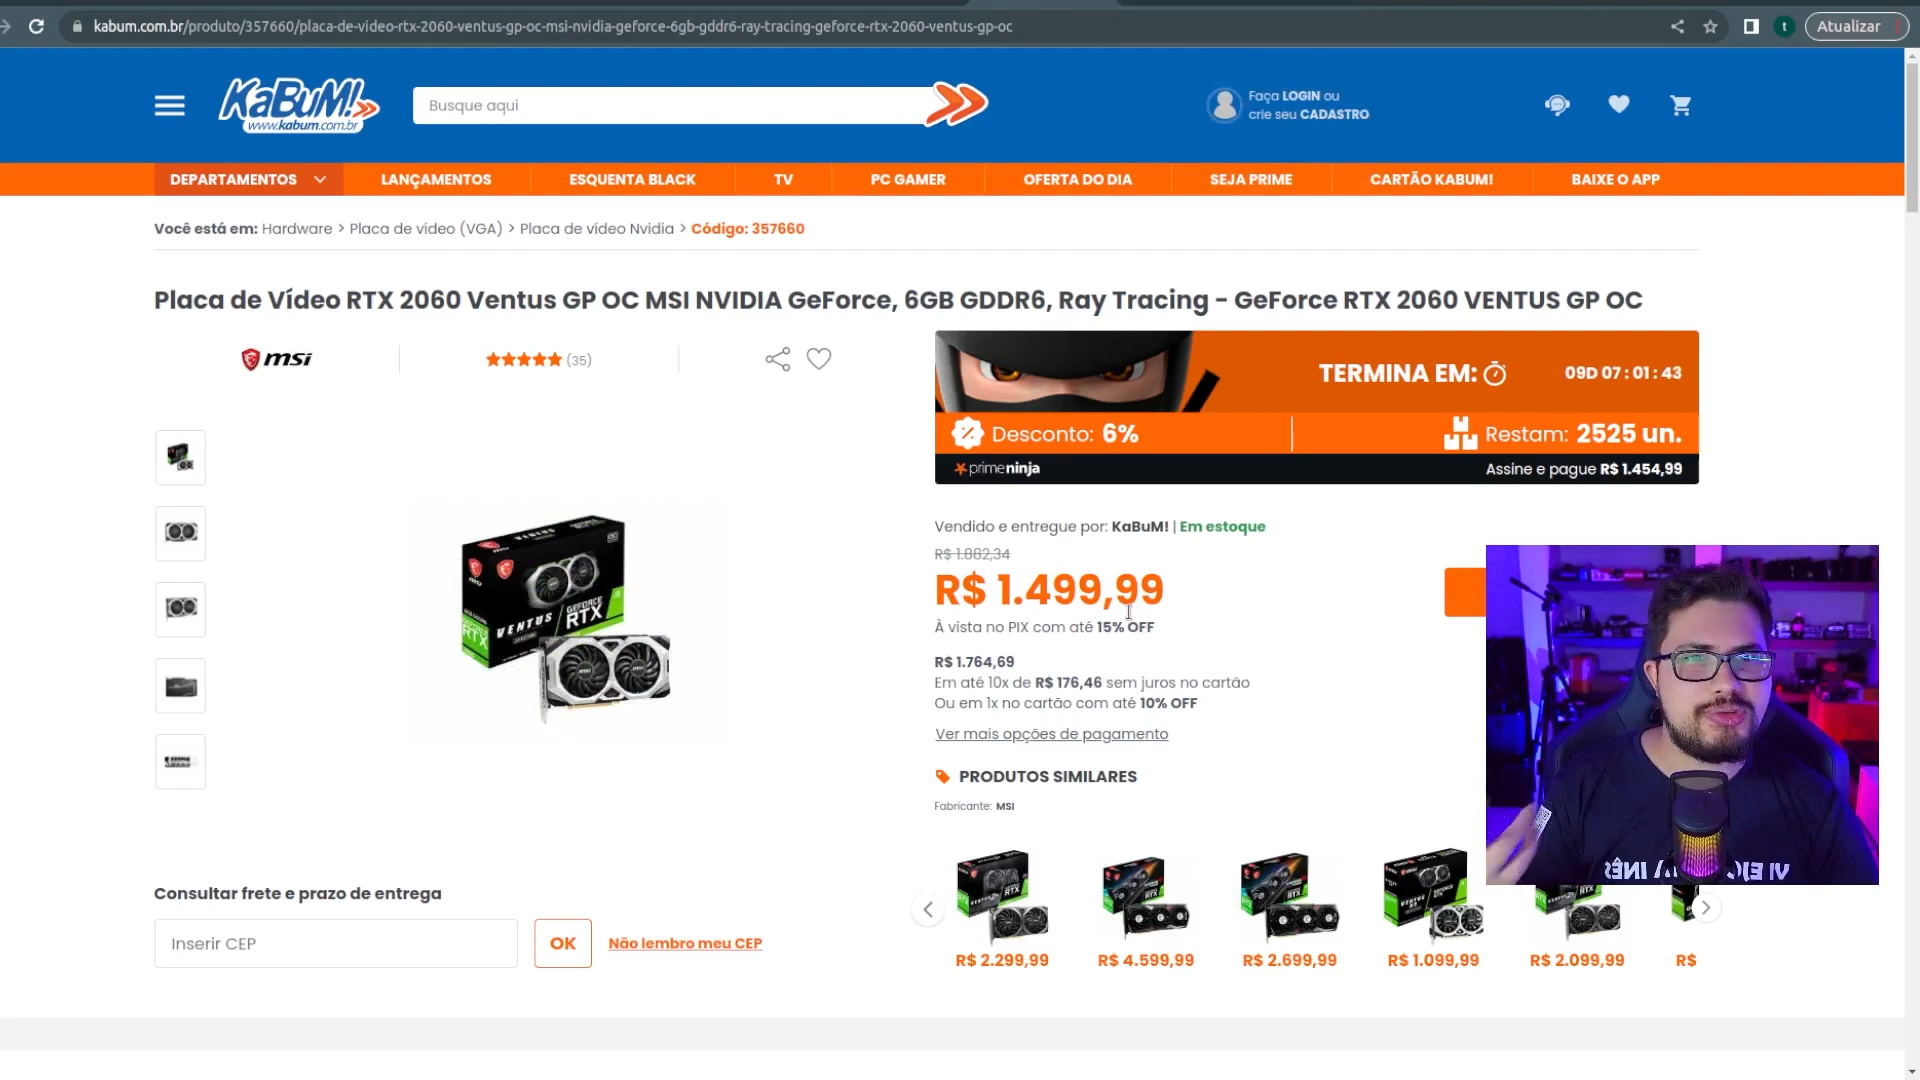 kabum.com.br/produto/357660/placa-de-video-rtx-2060-ventus-gp-oc-msi-nvidia-geforce-6gb-gddr6-ray-tracing-geforce-rtx-2060-ventus-gp-oc
t
Atualizar
KaBuM!
www.kabum.com.br
Busque aqui
Faça LOGIN ou
crie seu CADASTRO
DEPARTAMENTOS
LANÇAMENTOS
ESQUENTA BLACK
TV
PC GAMER
OFERTA DO DIA
SEJA PRIME
CARTÃO KABUM!
BAIXE O APP
Você está em: Hardware > Placa de vídeo (VGA) > Placa de vídeo Nvidia > Código: 357660
Placa de Vídeo RTX 2060 Ventus GP OC MSI NVIDIA GeForce, 6GB GDDR6, Ray Tracing - GeForce RTX 2060 VENTUS GP OC
msi
(35)
TERMINA EM:
09D 07 : 01 : 43
Desconto: 6%
Restam: 2525 un.
primeninja
Assine e pague R$ 1.454,99
Vendido e entregue por: KaBuM! | Em estoque
R$ 1.882,34
R$ 1.499,99
À vista no PIX com até 15% OFF
R$ 1.764,69
Em até 10x de R$ 176,46 sem juros no cartão
Ou em 1x no cartão com até 10% OFF
Ver mais opções de pagamento
PRODUTOS SIMILARES
Fabricante: MSI
VENTUS
GEFORCE
RTX
Consultar frete e prazo de entrega
Inserir CEP
OK
Não lembro meu CEP
R$ 2.299,99
R$ 4.599,99
R$ 2.699,99
R$ 1.099,99
R$ 2.099,99
R$